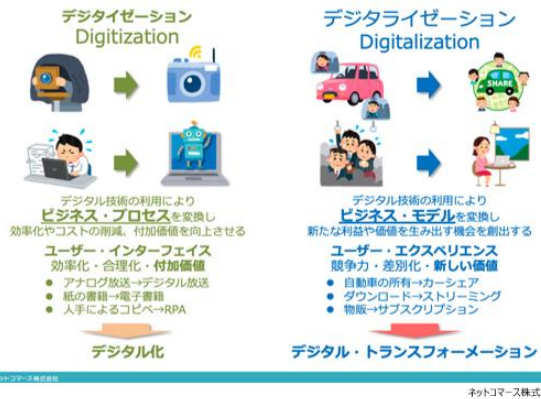 デジタイゼーション
Digitization
デジタル技術の利用により
ビジネス・プロセスを変換し
効率化やコストの削減、付加価値を向上させる
ユーザー・インターフェイス
効率化・合理化・付加価値
● アナログ放送→デジタル放送
● 紙の書籍→電子書籍
● 人手によるコピペ→RPA
デジタル化
デジタライゼーション
Digitalization
SHARE
デジタル技術の利用により
ビジネス・モデルを変換し
新たな利益や価値を生み出す機会を創出する
ユーザー・エクスペリエンス
競争力・差別化・新しい価値
● 自動車の所有→カーシェア
● ダウンロード→ストリーミング
● 物販→サブスクリプション
デジタル・トランスフォーメーション
ットコマース株式会社
ネットコマース株式